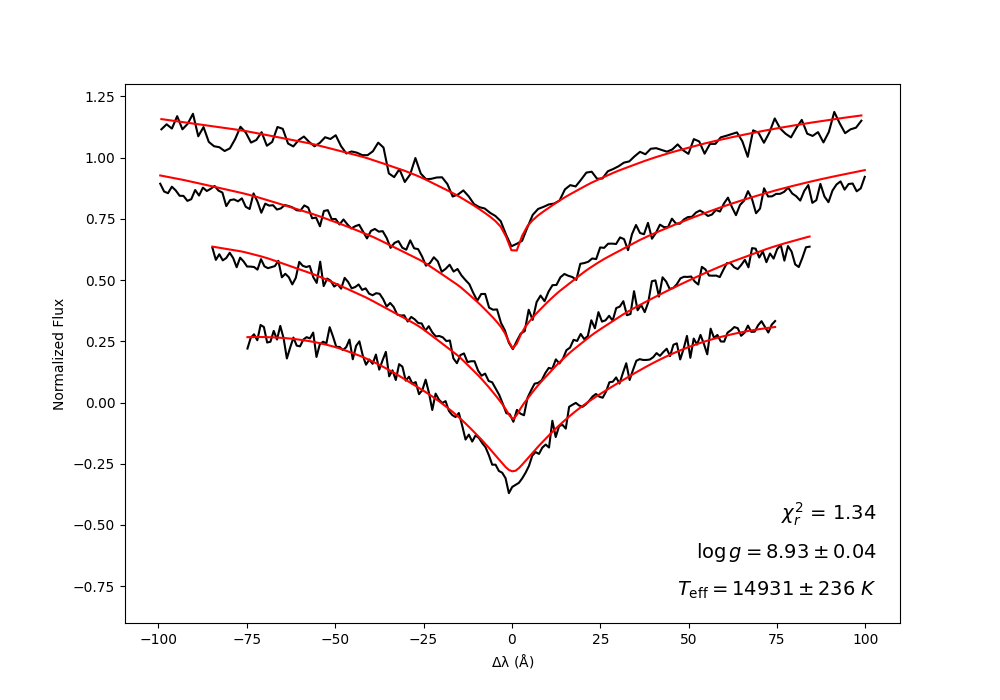 1.25
1.00
0.75
0.50
0.25
0.00
−0.25
−0.50
−0.75
Normalized Flux
χ²ᵣ = 1.34
log g = 8.93 ± 0.04
T_eff = 14931 ± 236 K
−100 −75 −50 −25 0 25 50 75 100
Δλ (Å)